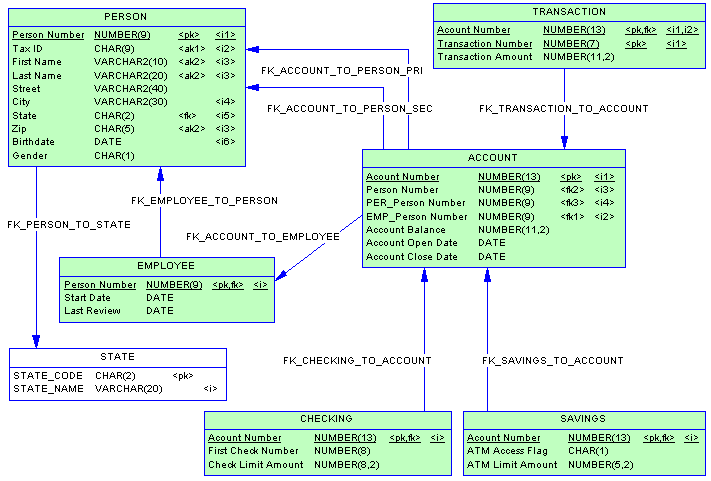 PERSON
Person Number NUMBER(9) <pk> <i1>
Tax ID CHAR(9) <ak1> <i2>
First Name VARCHAR2(10) <ak2> <i3>
Last Name VARCHAR2(20) <ak2> <i3>
Street VARCHAR2(40)
City VARCHAR2(30) <i4>
State CHAR(2) <fk> <i5>
Zip CHAR(5) <ak2> <i3>
Birthdate DATE <i6>
Gender CHAR(1)
TRANSACTION
Acount Number NUMBER(13) <pk,fk> <i1,i2>
Transaction Number NUMBER(7) <pk> <i1>
Transaction Amount NUMBER(11,2)
FK_ACCOUNT_TO_PERSON_PRI
FK_ACCOUNT_TO_PERSON_SEC
FK_TRANSACTION_TO_ACCOUNT
ACCOUNT
Acount Number NUMBER(13) <pk> <i1>
Person Number NUMBER(9) <fk2> <i3>
PER_Person Number NUMBER(9) <fk3> <i4>
EMP_Person Number NUMBER(9) <fk1> <i2>
Account Balance NUMBER(11,2)
Account Open Date DATE
Account Close Date DATE
FK_EMPLOYEE_TO_PERSON
FK_PERSON_TO_STATE
FK_ACCOUNT_TO_EMPLOYEE
EMPLOYEE
Person Number NUMBER(9) <pk,fk> <i>
Start Date DATE
Last Review DATE
STATE
STATE_CODE CHAR(2) <pk>
STATE_NAME VARCHAR(20) <i>
FK_CHECKING_TO_ACCOUNT
FK_SAVINGS_TO_ACCOUNT
CHECKING
Acount Number NUMBER(13) <pk,fk> <i>
First Check Number NUMBER(8)
Check Limit Amount NUMBER(8,2)
SAVINGS
Acount Number NUMBER(13) <pk,fk> <i>
ATM Access Flag CHAR(1)
ATM Limit Amount NUMBER(5,2)